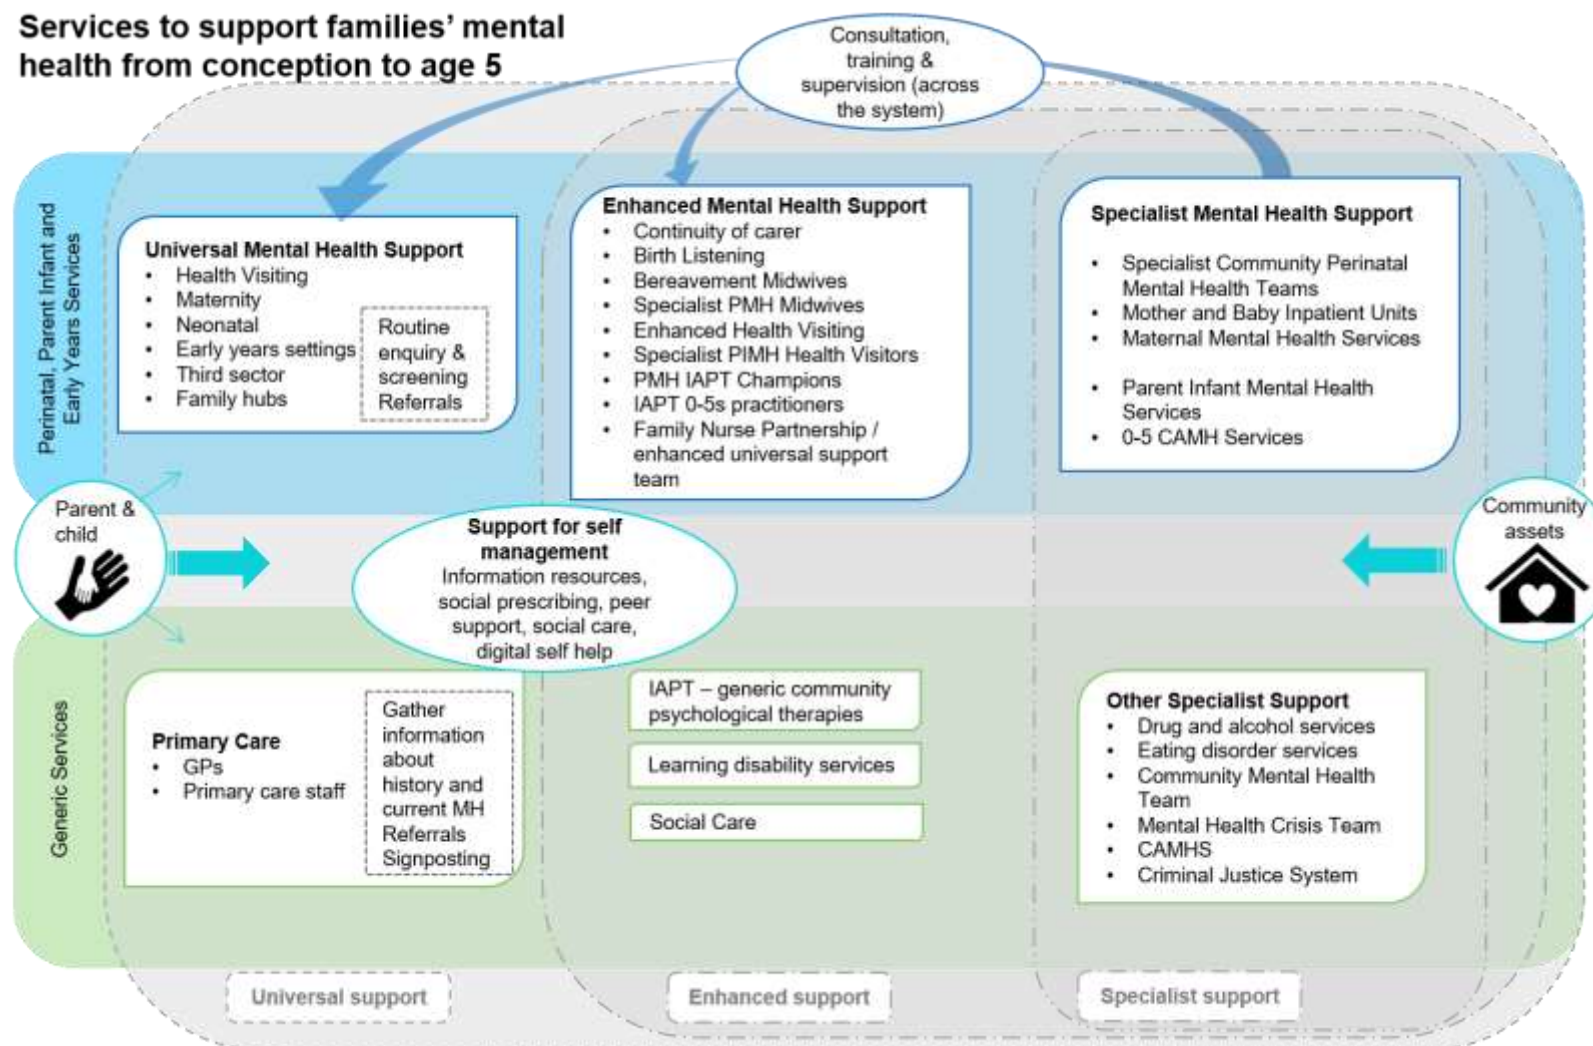 Services to support families' mental
health from conception to age 5
Consultation,
training &
supervision (across
the system)
Perinatal, Parent Infant and
Early Years Services
Universal Mental Health Support
• Health Visiting
• Maternity
• Neonatal
• Early years settings
• Third sector
• Family hubs
Routine
enquiry &
screening
Referrals
Enhanced Mental Health Support
• Continuity of carer
• Birth Listening
• Bereavement Midwives
• Specialist PMH Midwives
• Enhanced Health Visiting
• Specialist PIMH Health Visitors
• PMH IAPT Champions
• IAPT 0-5s practitioners
• Family Nurse Partnership /
enhanced universal support
team
Specialist Mental Health Support
• Specialist Community Perinatal
Mental Health Teams
• Mother and Baby Inpatient Units
• Maternal Mental Health Services
• Parent Infant Mental Health
Services
• 0-5 CAMH Services
Parent &
child
Support for self
management
Information resources,
social prescribing, peer
support, social care,
digital self help
Community
assets
Generic Services
Primary Care
• GPs
• Primary care staff
Gather
information
about
history and
current MH
Referrals
Signposting
IAPT – generic community
psychological therapies
Learning disability services
Social Care
Other Specialist Support
• Drug and alcohol services
• Eating disorder services
• Community Mental Health
Team
• Mental Health Crisis Team
• CAMHS
• Criminal Justice System
Universal support
Enhanced support
Specialist support